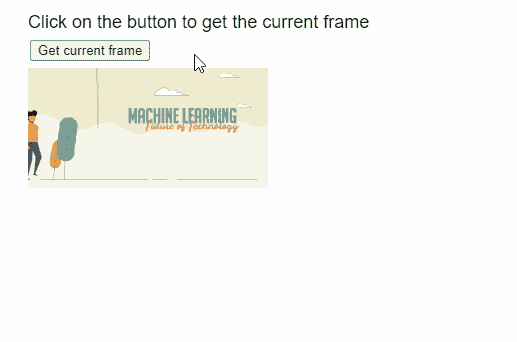 Click on the button to get the current frame
Get current frame
MACHINE LEARNING
Future of Technology